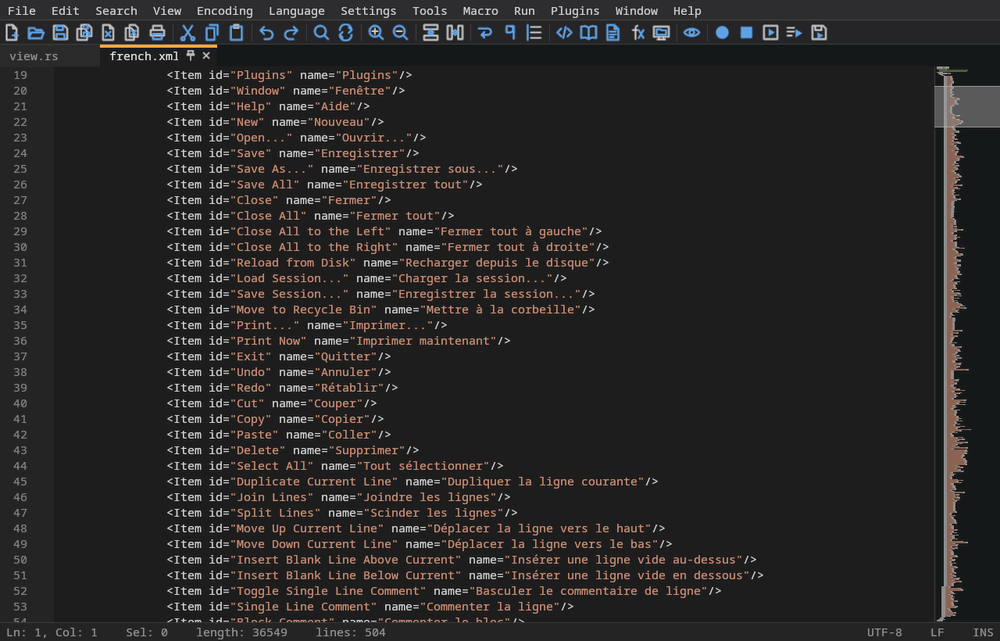 File Edit Search View Encoding Language Settings Tools Macro Run Plugins Window Help
view.rs french.xml
19 <Item id="Plugins" name="Plugins"/>
20 <Item id="Window" name="Fenêtre"/>
21 <Item id="Help" name="Aide"/>
22 <Item id="New" name="Nouveau"/>
23 <Item id="Open..." name="Ouvrir..."/>
24 <Item id="Save" name="Enregistrer"/>
25 <Item id="Save As..." name="Enregistrer sous..."/>
26 <Item id="Save All" name="Enregistrer tout"/>
27 <Item id="Close" name="Fermer"/>
28 <Item id="Close All" name="Fermer tout"/>
29 <Item id="Close All to the Left" name="Fermer tout à gauche"/>
30 <Item id="Close All to the Right" name="Fermer tout à droite"/>
31 <Item id="Reload from Disk" name="Recharger depuis le disque"/>
32 <Item id="Load Session..." name="Charger la session..."/>
33 <Item id="Save Session..." name="Enregistrer la session..."/>
34 <Item id="Move to Recycle Bin" name="Mettre à la corbeille"/>
35 <Item id="Print..." name="Imprimer..."/>
36 <Item id="Print Now" name="Imprimer maintenant"/>
37 <Item id="Exit" name="Quitter"/>
38 <Item id="Undo" name="Annuler"/>
39 <Item id="Redo" name="Rétablir"/>
40 <Item id="Cut" name="Couper"/>
41 <Item id="Copy" name="Copier"/>
42 <Item id="Paste" name="Coller"/>
43 <Item id="Delete" name="Supprimer"/>
44 <Item id="Select All" name="Tout sélectionner"/>
45 <Item id="Duplicate Current Line" name="Dupliquer la ligne courante"/>
46 <Item id="Join Lines" name="Joindre les lignes"/>
47 <Item id="Split Lines" name="Scinder les lignes"/>
48 <Item id="Move Up Current Line" name="Déplacer la ligne vers le haut"/>
49 <Item id="Move Down Current Line" name="Déplacer la ligne vers le bas"/>
50 <Item id="Insert Blank Line Above Current" name="Insérer une ligne vide au-dessus"/>
51 <Item id="Insert Blank Line Below Current" name="Insérer une ligne vide en dessous"/>
52 <Item id="Toggle Single Line Comment" name="Basculer le commentaire de ligne"/>
53 <Item id="Single Line Comment" name="Commenter la ligne"/>
54 <Item id="Block Comment" name="Commenter le bloc"/>
Ln: 1, Col: 1 Sel: 0 length: 36549 lines: 504 UTF-8 LF INS